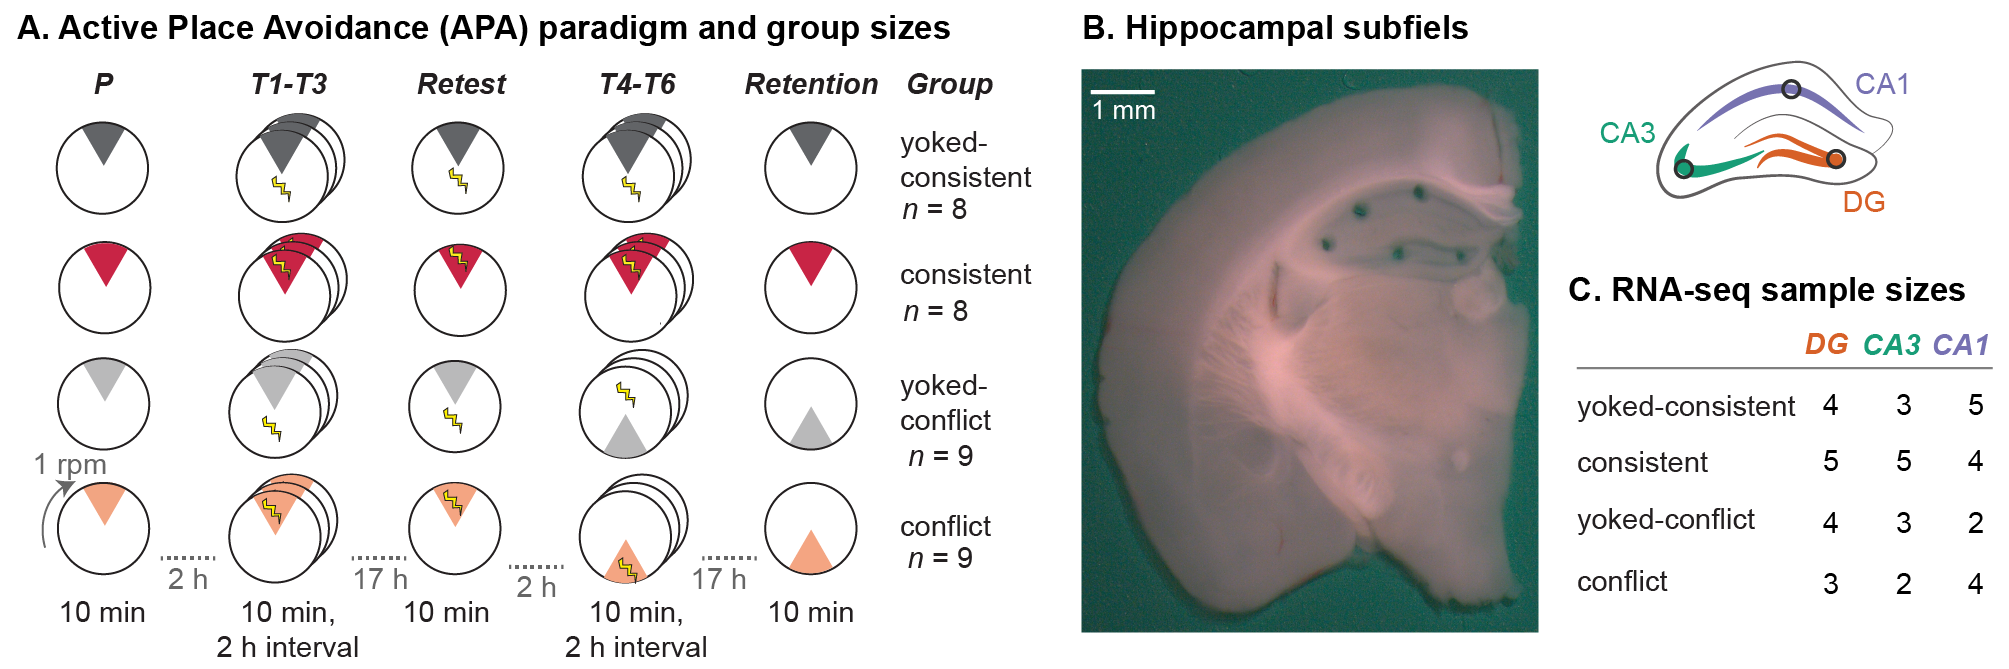 A. Active Place Avoidance (APA) paradigm and group sizes
P T1-T3 Retest T4-T6 Retention Group
yoked-
consistent
n = 8
consistent
n = 8
yoked-
conflict
n = 9
1 rpm
conflict
n = 9
2 h 17 h 2 h 17 h
10 min 10 min, 10 min 10 min, 10 min
2 h interval 2 h interval
B. Hippocampal subfiels
1 mm
CA1
CA3
DG
C. RNA-seq sample sizes
DG CA3 CA1
yoked-consistent 4 3 5
consistent 5 5 4
yoked-conflict 4 3 2
conflict 3 2 4